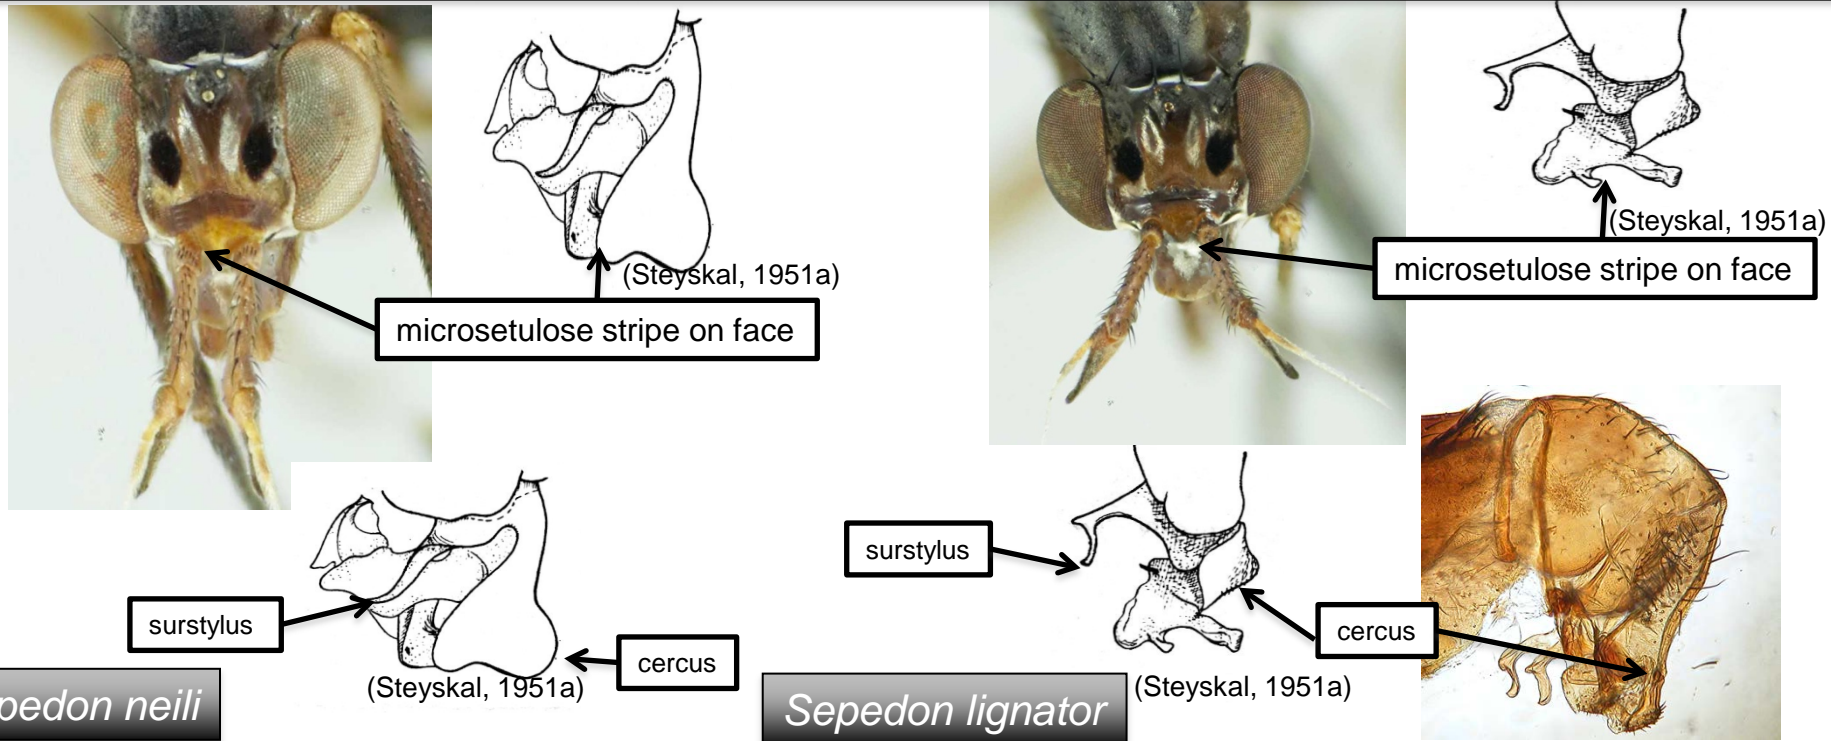 (Steyskal, 1951a)
microsetulose stripe on face
(Steyskal, 1951a)
microsetulose stripe on face
surstylus
cercus
(Steyskal, 1951a)
pedon neili
surstylus
cercus
(Steyskal, 1951a)
Sepedon lignator